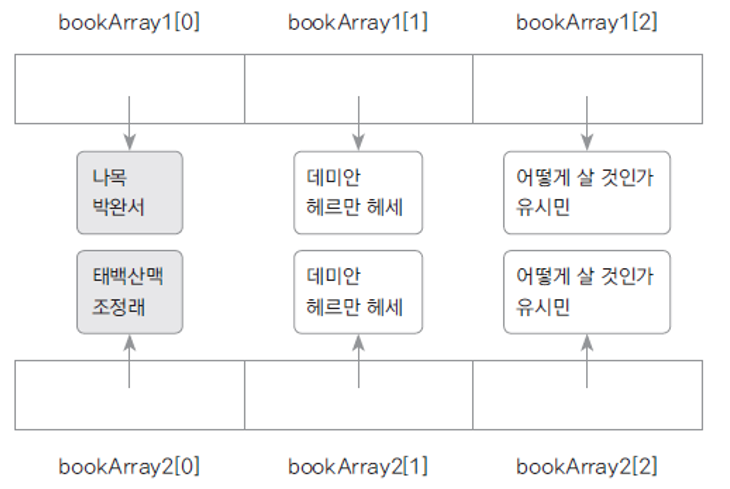 bookArray1[0] bookArray1[1] bookArray1[2]
나목
박완서
데미안
헤르만 헤세
어떻게 살 것인가
유시민
태백산맥
조정래
데미안
헤르만 헤세
어떻게 살 것인가
유시민
bookArray2[0] bookArray2[1] bookArray2[2]